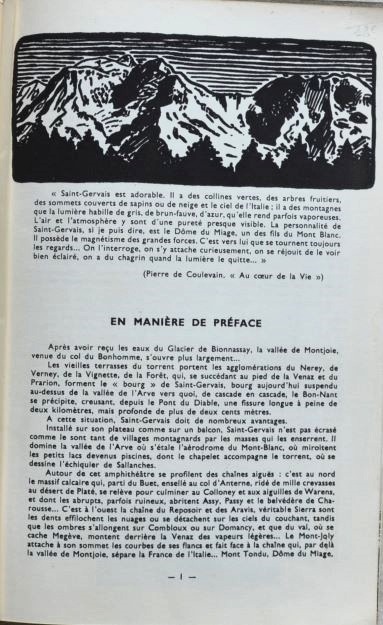 « Saint-Gervais est adorable. Il a des collines vertes, des arbres fruitiers,
des sommets couverts de sapins ou de neige et le ciel de l'Italie ; il a des montagnes
que la lumière habille de gris, de brun-fauve, d'azur, qu'elle rend parfois vaporeuses.
L'air et l'atmosphère y sont d'une pureté presque visible. La personnalité de
Saint-Gervais, si je puis dire, est le Dôme du Miage, un des fils du Mont Blanc.
Il possède le magnétisme des grandes forces. C'est vers lui que se tournent toujours
les regards... On l'interroge, on s'y attache curieusement, on se réjouit de le voir
bien éclairé, on a du chagrin quand la lumière le quitte... »
(Pierre de Coulevain, « Au cœur de la Vie »)
EN MANIÈRE DE PRÉFACE
Après avoir reçu les eaux du Glacier de Bionnassay, la vallée de Montjoie,
venue du col du Bonhomme, s'ouvre plus largement...
Les vieilles terrasses du torrent portent les agglomérations du Nerey, de
Verney, de la Vignette, de la Forêt, qui, se succédant au pied de la Venaz et du
Prarion, forment le « bourg » de Saint-Gervais, bourg aujourd'hui suspendu
au-dessus de la vallée de l'Arve vers quoi, de cascade en cascade, le Bon-Nant
se précipite, creusant, depuis le Pont du Diable, une fissure longue à peine de
deux kilomètres, mais profonde de plus de deux cents mètres.
A cette situation, Saint-Gervais doit de nombreux avantages.
Installé sur son plateau comme sur un balcon, Saint-Gervais n'est pas écrasé
comme le sont tant de villages montagnards par les masses qui les enserrent. Il
domine la vallée de l'Arve où s'étale l'aérodrome du Mont-Blanc, où miroitent
les petits lacs devenus piscines, dont le chapelet accompagne le torrent, où se
dessine l'échiquier de Sallanches.
Autour de cet amphithéâtre se profilent des chaînes aiguës : c'est au nord
le massif calcaire qui, parti du Buet, ensellé au col d'Anterne, ridé de mille crevasses
au désert de Platé, se relève pour culminer au Colloney et aux aiguilles de Warens,
et dont les abrupts, parfois ruineux, abritent Assy, Passy et le belvédère de Cha-
rousse... C'est à l'ouest la chaîne du Reposoir et des Aravis, véritable Sierra sont
les dents effilochent les nuages ou se détachent sur les ciels du couchant, tandis
que les ombres s'allongent sur Combloux ou sur Domancy, et que du val, où se
cache Megève, montent derrière la Venaz des vapeurs légères... Le Mont-Joly
attache à son sommet les courbes de ses flancs et fait face à la chaîne qui, par delà
la vallée de Montjoie, sépare la France de l'Italie... Mont Tondu, Dôme du Miage,
— 1 —